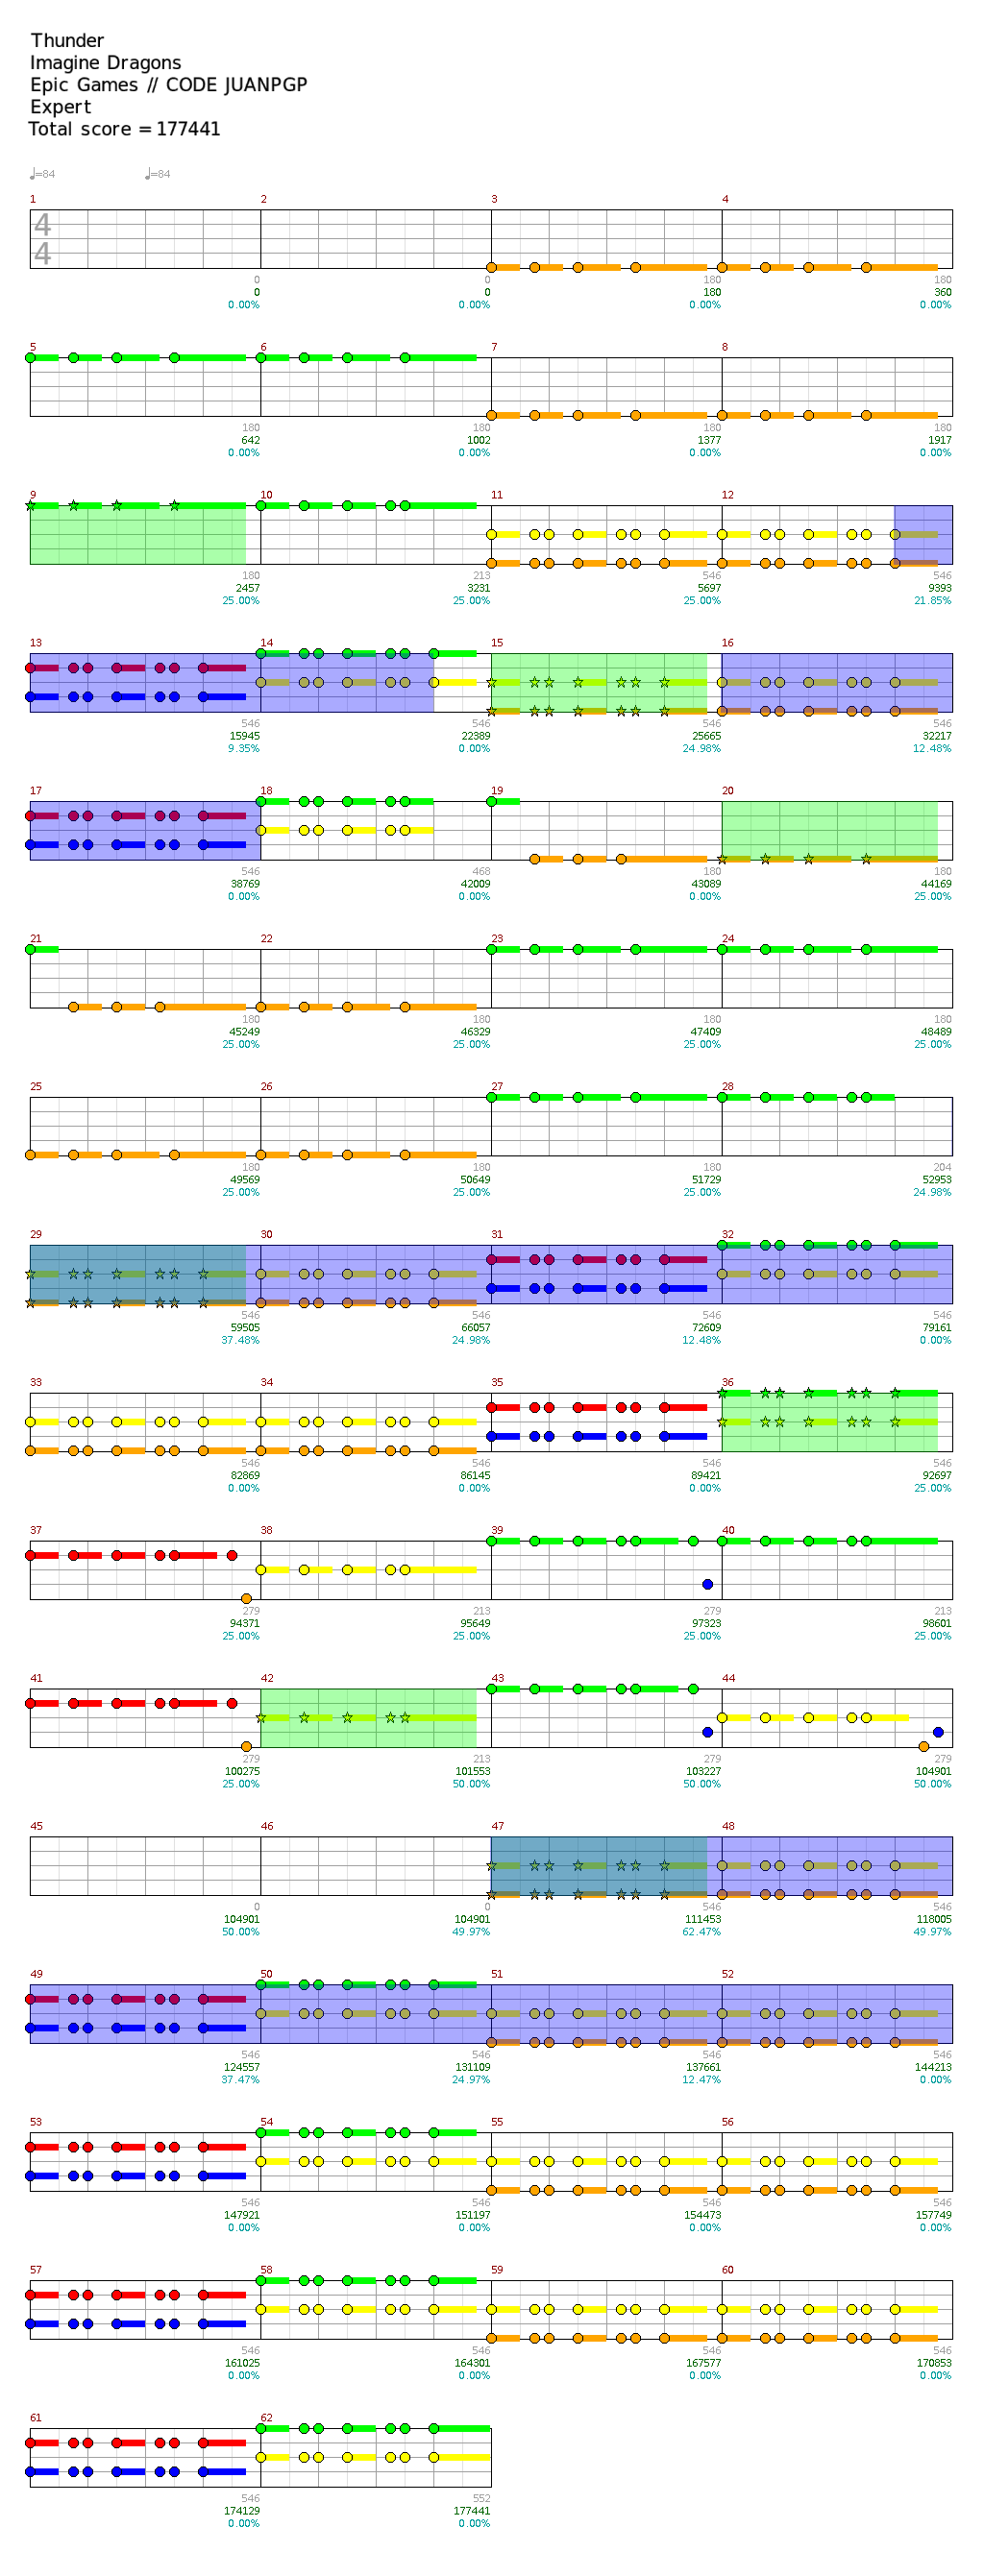 Thunder
Imagine Dragons
Epic Games // CODE JUANPGP
Expert
Total score = 177441
♩=84 ♩=84
1 2 3 4
4
4
0 0 180 180
0 0 180 360
0.00% 0.00% 0.00% 0.00%
5 6 7 8
180 180 180 180
642 1002 1377 1917
0.00% 0.00% 0.00% 0.00%
9 10 11 12
180 213 546 546
2457 3231 5697 9393
25.00% 25.00% 25.00% 21.85%
13 14 15 16
546 546 546 546
15945 22389 25665 32217
9.35% 0.00% 24.98% 12.48%
17 18 19 20
546 468 180 180
38769 42009 43089 44169
0.00% 0.00% 0.00% 25.00%
21 22 23 24
180 180 180 180
45249 46329 47409 48489
25.00% 25.00% 25.00% 25.00%
25 26 27 28
180 180 180 204
49569 50649 51729 52953
25.00% 25.00% 25.00% 24.98%
29 30 31 32
546 546 546 546
59505 66057 72609 79161
37.48% 24.98% 12.48% 0.00%
33 34 35 36
546 546 546 546
82869 86145 89421 92697
0.00% 0.00% 0.00% 25.00%
37 38 39 40
279 213 279 213
94371 95649 97323 98601
25.00% 25.00% 25.00% 25.00%
41 42 43 44
279 213 279 279
100275 101553 103227 104901
25.00% 50.00% 50.00% 50.00%
45 46 47 48
0 0 546 546
104901 104901 111453 118005
50.00% 49.97% 62.47% 49.97%
49 50 51 52
546 546 546 546
124557 131109 137661 144213
37.47% 24.97% 12.47% 0.00%
53 54 55 56
546 546 546 546
147921 151197 154473 157749
0.00% 0.00% 0.00% 0.00%
57 58 59 60
546 546 546 546
161025 164301 167577 170853
0.00% 0.00% 0.00% 0.00%
61 62
546 552
174129 177441
0.00% 0.00%